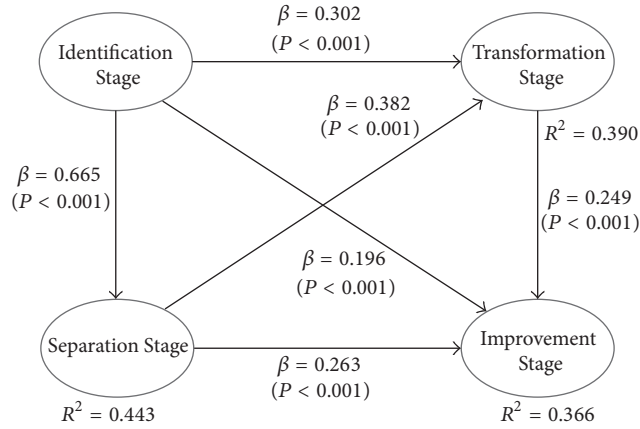 β = 0.302
(P < 0.001)
Identification
Stage
Transformation
Stage
β = 0.382
(P < 0.001)
R² = 0.390
β = 0.665
(P < 0.001)
β = 0.249
(P < 0.001)
β = 0.196
(P < 0.001)
Separation Stage
Improvement
Stage
β = 0.263
(P < 0.001)
R² = 0.443
R² = 0.366